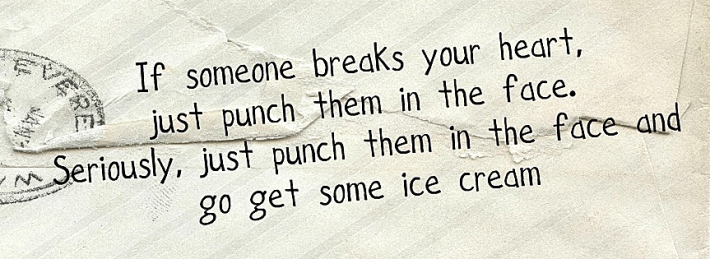 If someone breaks your heart,
just punch them in the face.
Seriously, just punch them in the face and
go get some ice cream